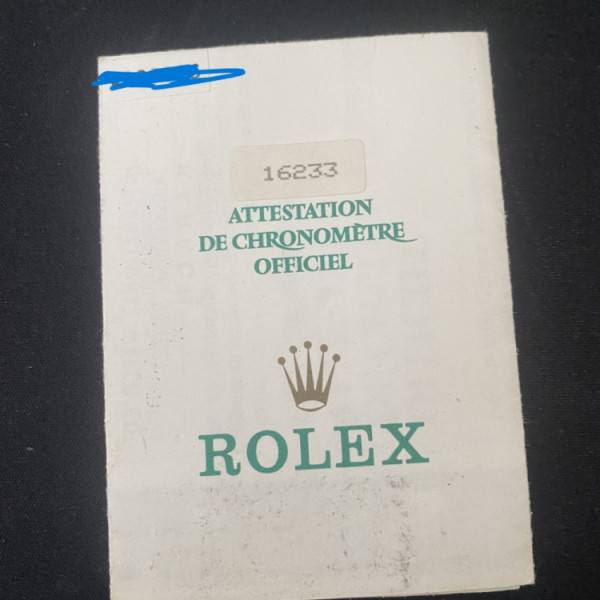 16233
ATTESTATION
DE CHRONOMÈTRE
OFFICIEL
ROLEX